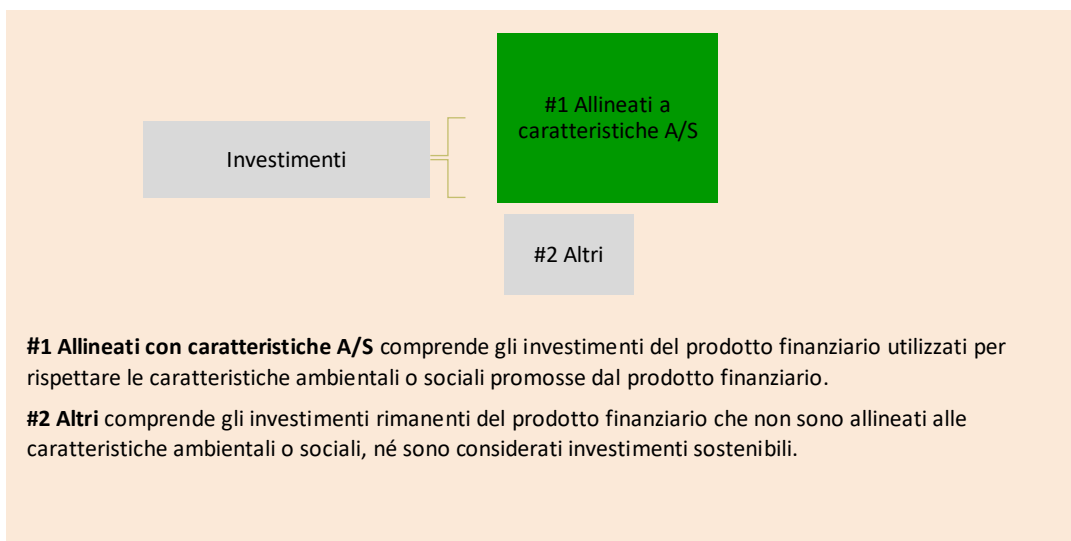 #1 Allineati a
caratteristiche A/S
Investimenti
#2 Altri
#1 Allineati con caratteristiche A/S comprende gli investimenti del prodotto finanziario utilizzati per
rispettare le caratteristiche ambientali o sociali promosse dal prodotto finanziario.
#2 Altri comprende gli investimenti rimanenti del prodotto finanziario che non sono allineati alle
caratteristiche ambientali o sociali, né sono considerati investimenti sostenibili.